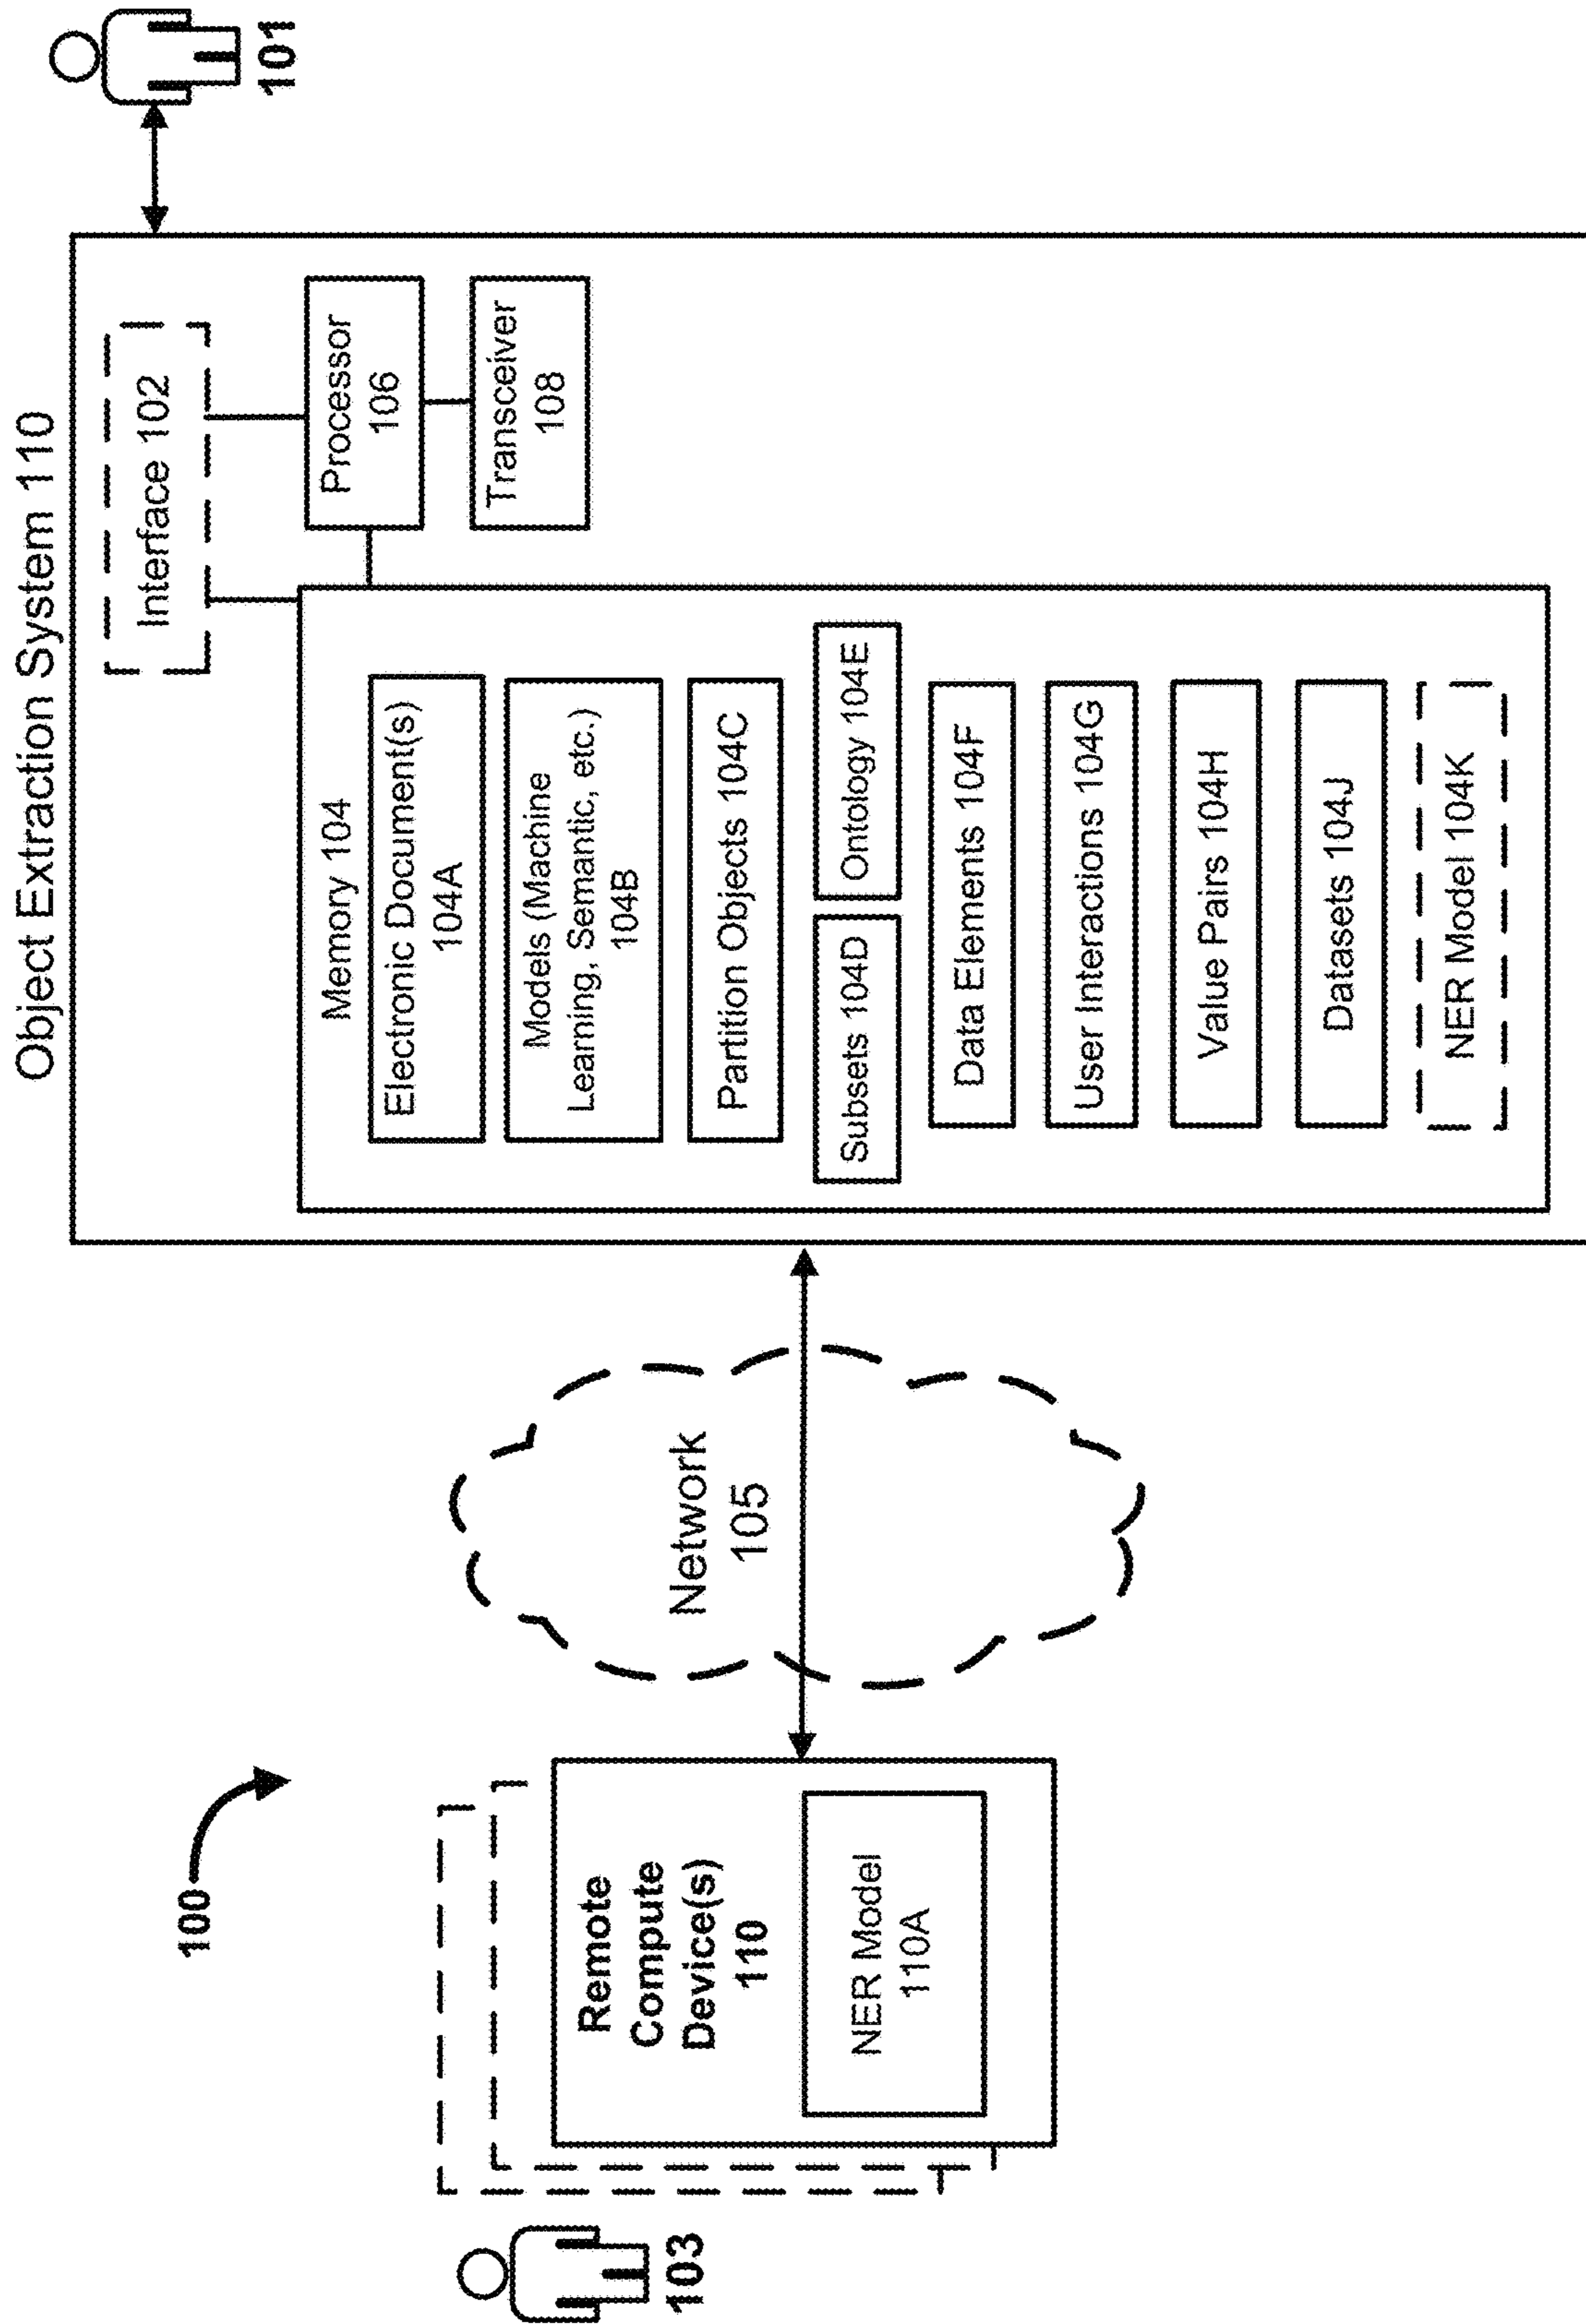 100
Object Extraction System 110
103
Remote
Compute
Device(s)
110
NER Model
110A
Network
105
Memory 104
Electronic Document(s)
104A
Models (Machine
Learning, Semantic, etc.)
104B
Partition Objects 104C
Subsets 104D
Ontology 104E
Data Elements 104F
User Interactions 104G
Value Pairs 104H
Datasets 104J
NER Model 104K
Interface 102
Processor
106
Transceiver
108
101